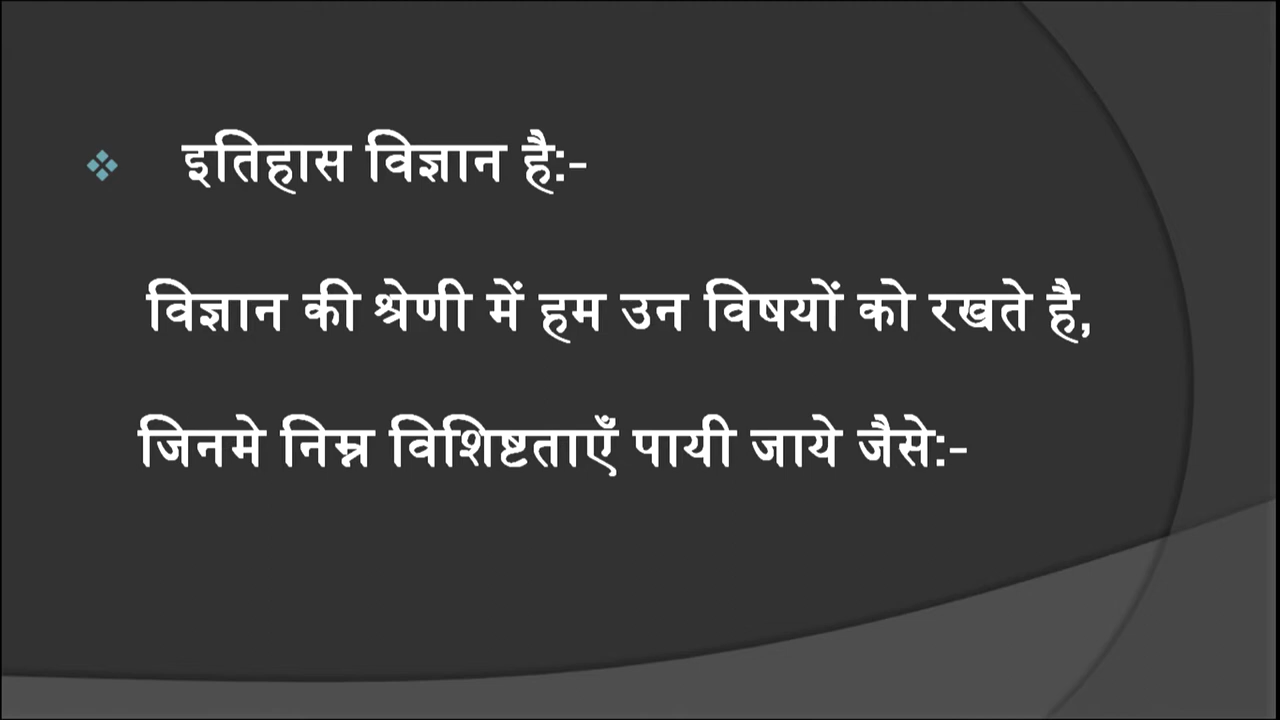 इतिहास विज्ञान है:-
विज्ञान की श्रेणी में हम उन विषयों को रखते है,
जिनमे निम्न विशिष्टताएँ पायी जाये जैसे:-